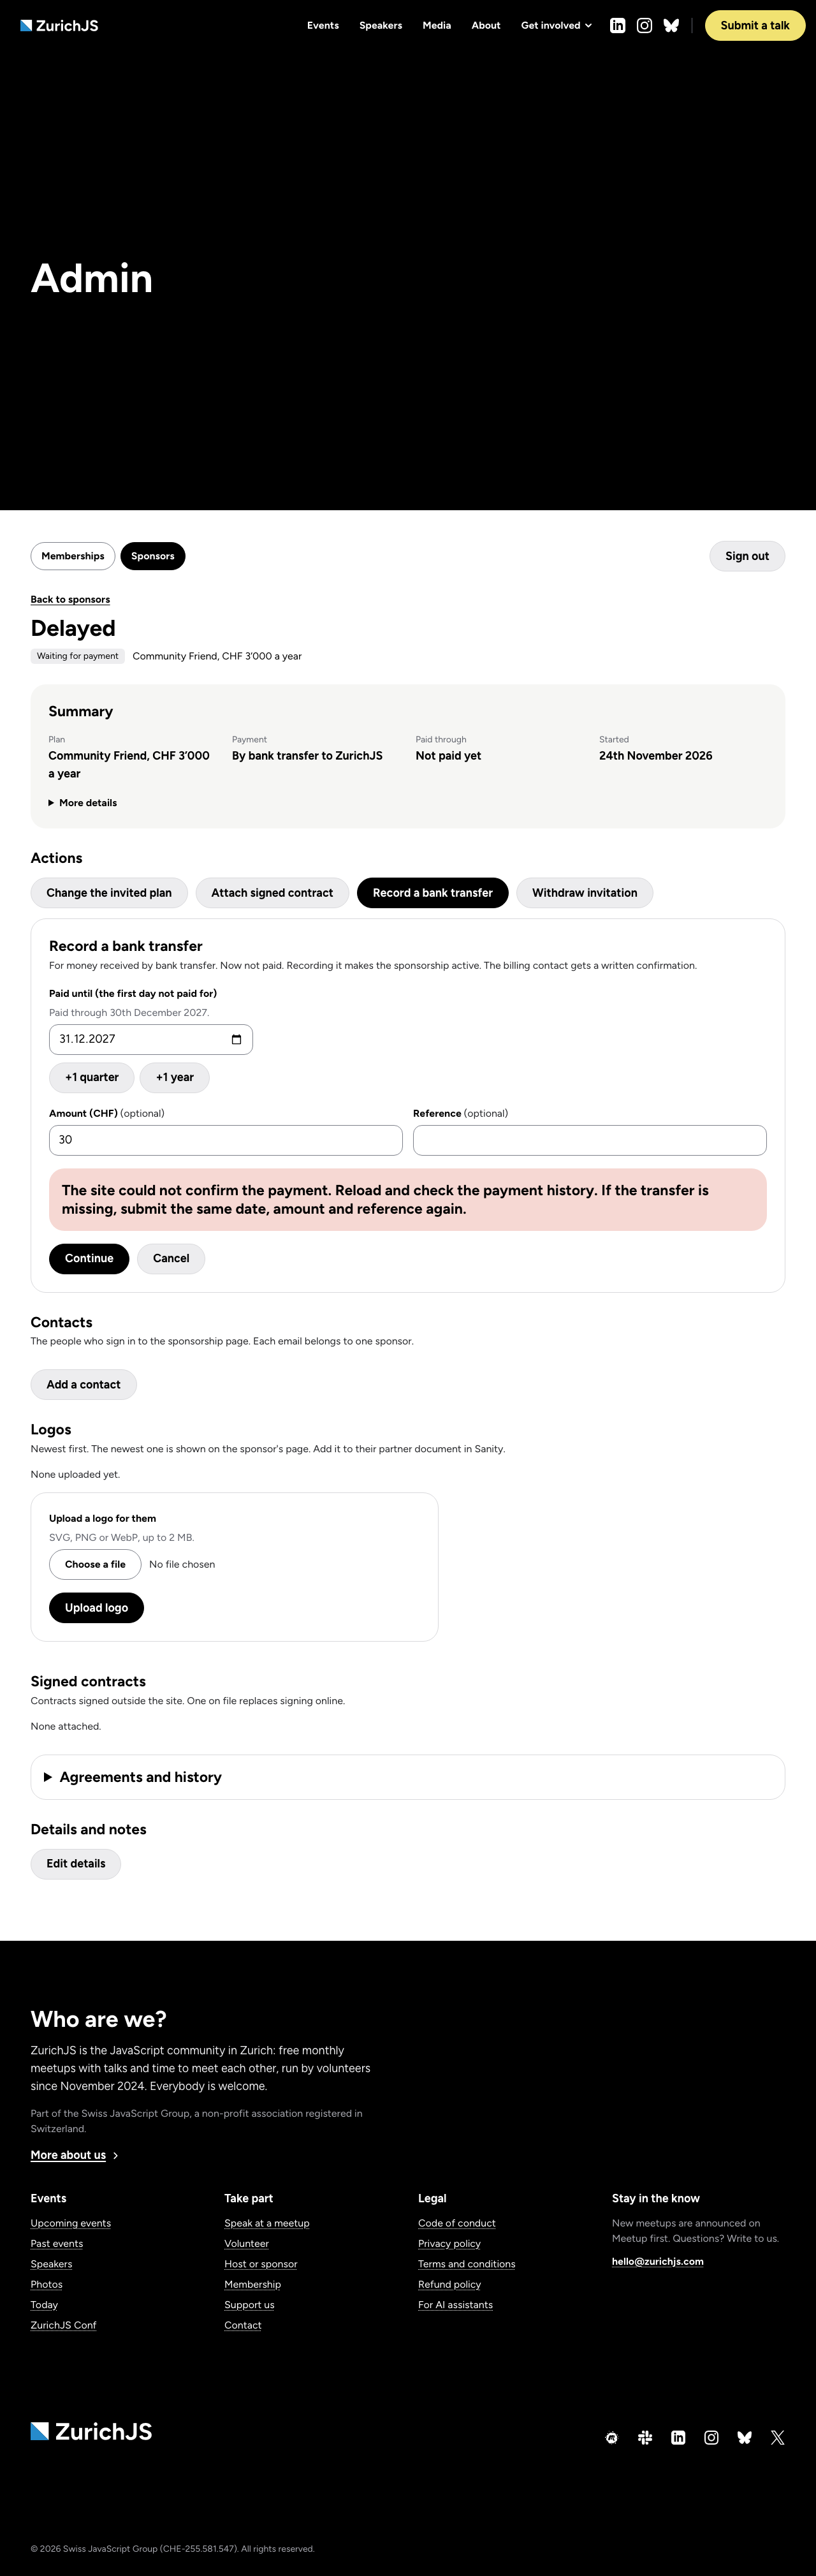 ZurichJS
Events
Speakers
Media
About
Get involved
Submit a talk
Admin
Memberships
Sponsors
Sign out
Back to sponsors
Delayed
Waiting for payment
Community Friend, CHF 3’000 a year
Summary
Plan
Payment
Paid through
Started
Community Friend, CHF 3’000
a year
By bank transfer to ZurichJS
Not paid yet
24th November 2026
More details
Actions
Change the invited plan
Attach signed contract
Record a bank transfer
Withdraw invitation
Record a bank transfer
For money received by bank transfer. Now not paid. Recording it makes the sponsorship active. The billing contact gets a written confirmation.
Paid until (the first day not paid for)
Paid through 30th December 2027.
31.12.2027
+1 quarter
+1 year
Amount (CHF) (optional)
Reference (optional)
30
The site could not confirm the payment. Reload and check the payment history. If the transfer is
missing, submit the same date, amount and reference again.
Continue
Cancel
Contacts
The people who sign in to the sponsorship page. Each email belongs to one sponsor.
Add a contact
Logos
Newest first. The newest one is shown on the sponsor's page. Add it to their partner document in Sanity.
None uploaded yet.
Upload a logo for them
SVG, PNG or WebP, up to 2 MB.
Choose a file
No file chosen
Upload logo
Signed contracts
Contracts signed outside the site. One on file replaces signing online.
None attached.
Agreements and history
Details and notes
Edit details
Who are we?
ZurichJS is the JavaScript community in Zurich: free monthly
meetups with talks and time to meet each other, run by volunteers
since November 2024. Everybody is welcome.
Part of the Swiss JavaScript Group, a non-profit association registered in
Switzerland.
More about us
Events
Upcoming events
Past events
Speakers
Photos
Today
ZurichJS Conf
Take part
Speak at a meetup
Volunteer
Host or sponsor
Membership
Support us
Contact
Legal
Code of conduct
Privacy policy
Terms and conditions
Refund policy
For AI assistants
Stay in the know
New meetups are announced on
Meetup first. Questions? Write to us.
hello@zurichjs.com
ZurichJS
© 2026 Swiss JavaScript Group (CHE-255.581.547). All rights reserved.